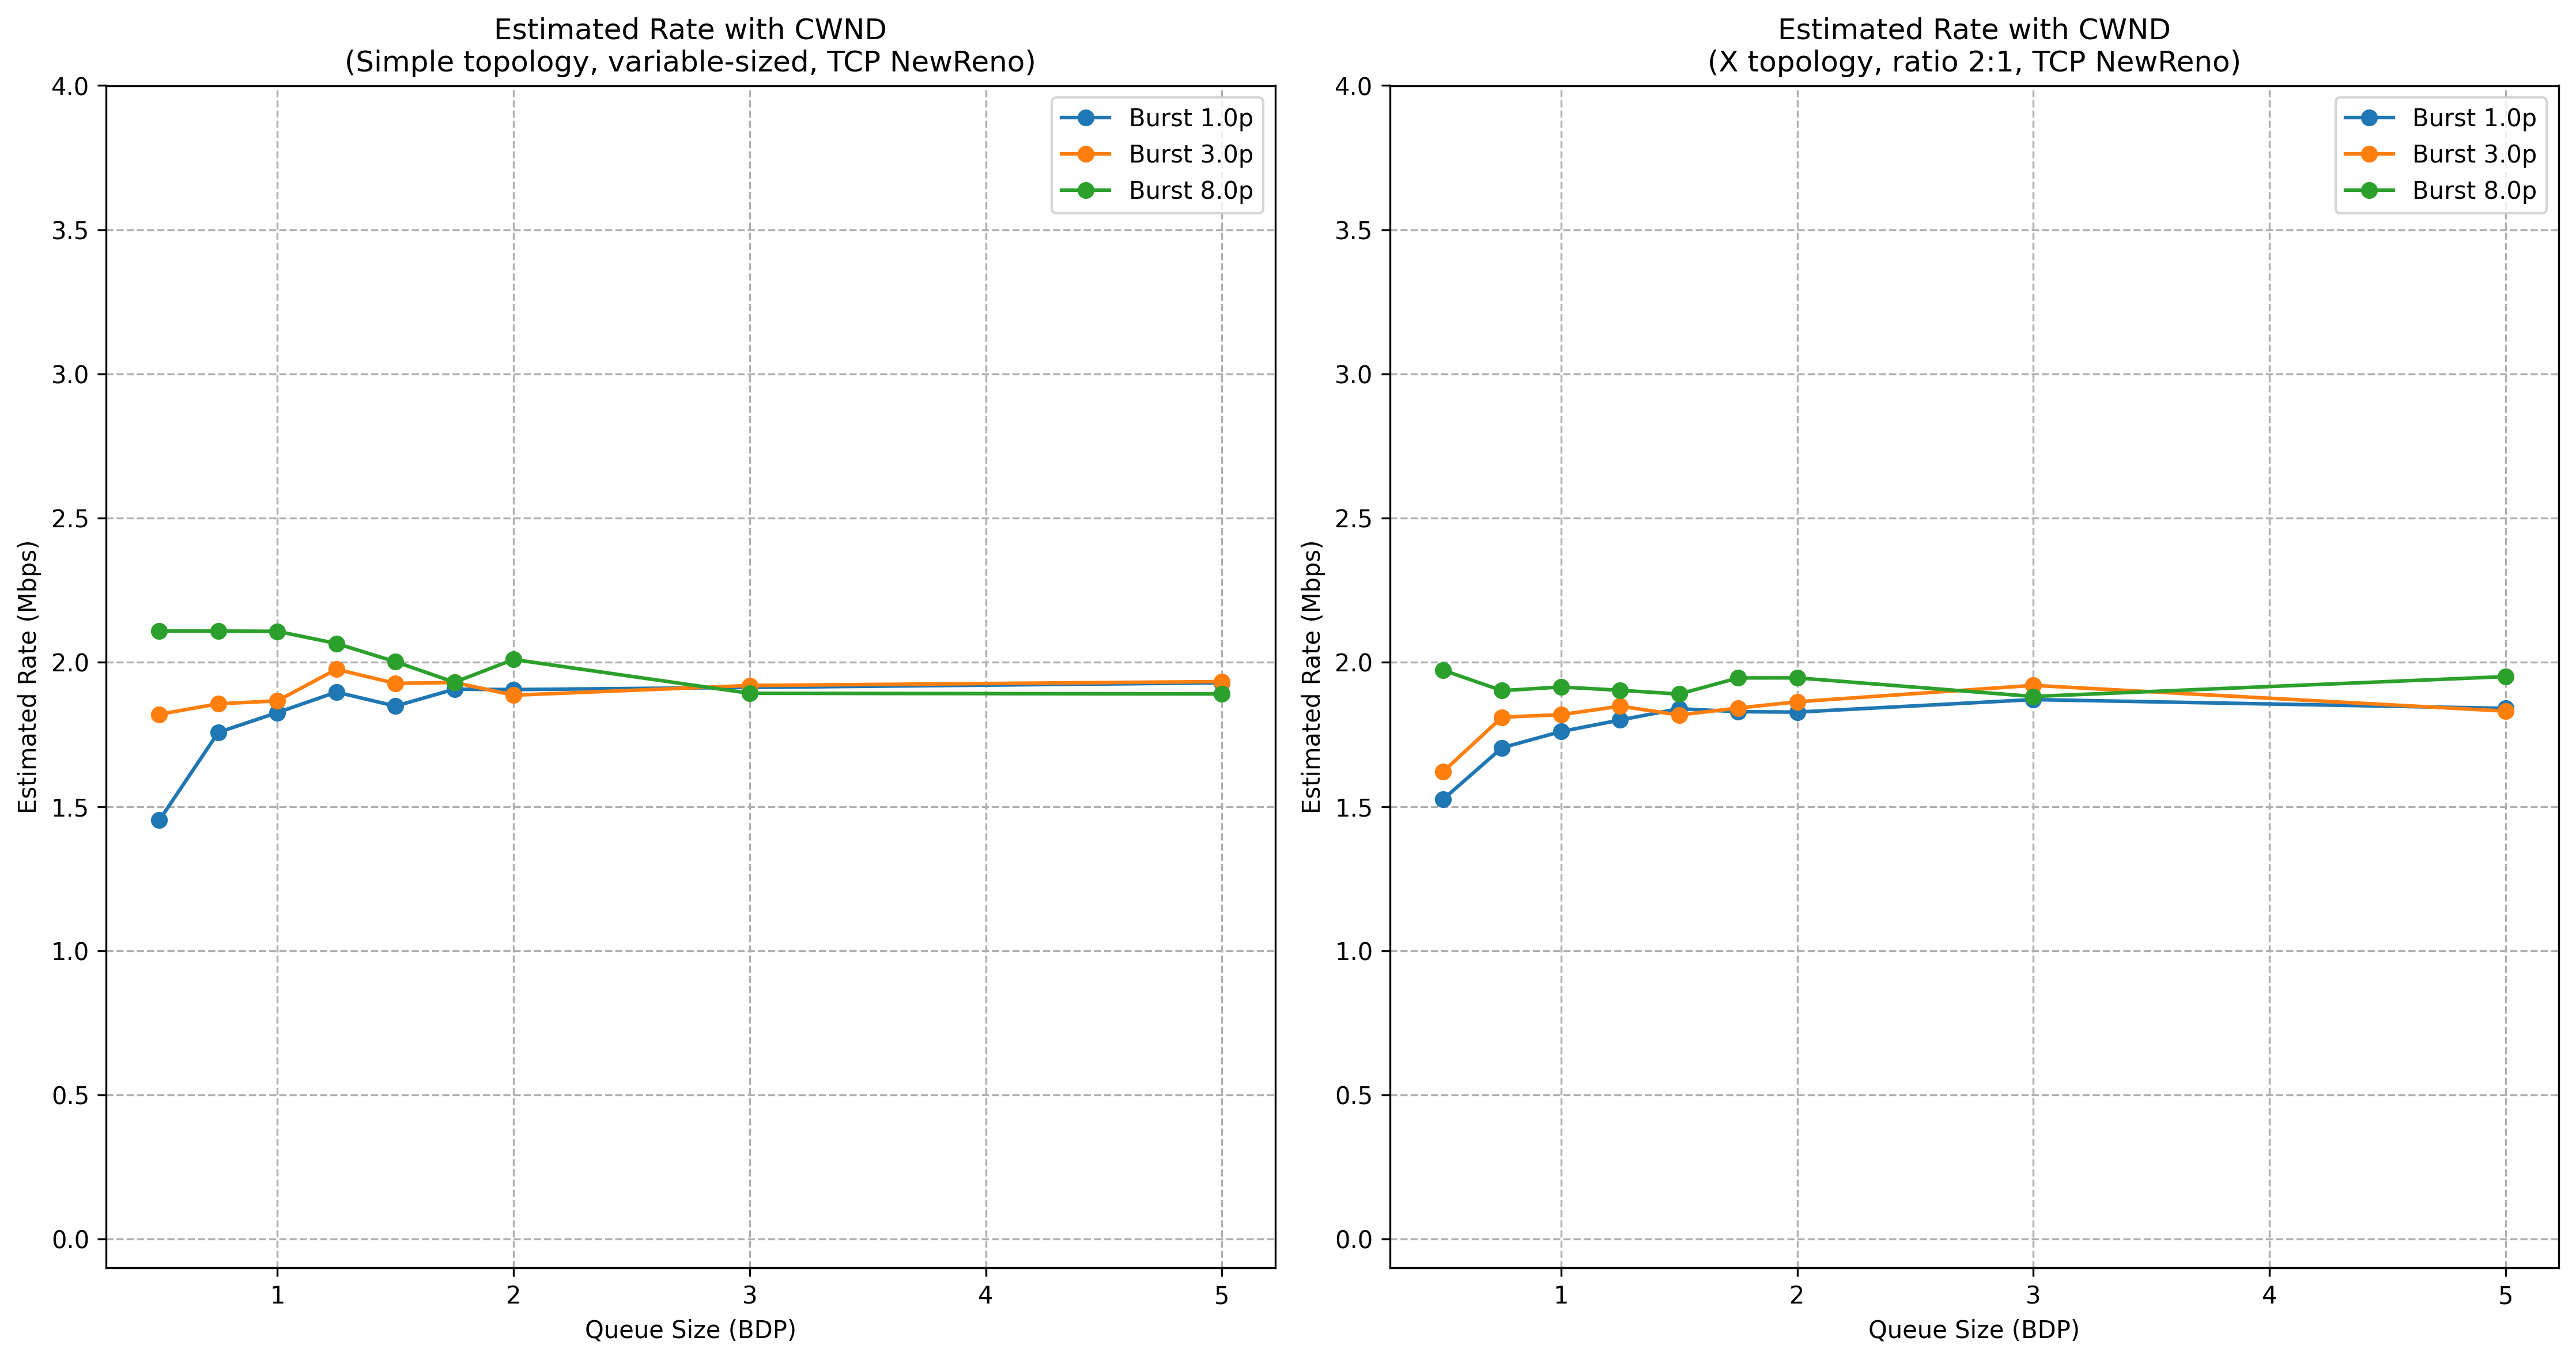 Estimated Rate with CWND
(Simple topology, variable-sized, TCP NewReno)
4.0
3.5
3.0
2.5
2.0
1.5
1.0
0.5
0.0
Estimated Rate (Mbps)
Burst 1.0p
Burst 3.0p
Burst 8.0p
1 2 3 4 5
Queue Size (BDP)
Estimated Rate with CWND
(X topology, ratio 2:1, TCP NewReno)
4.0
3.5
3.0
2.5
2.0
1.5
1.0
0.5
0.0
Estimated Rate (Mbps)
Burst 1.0p
Burst 3.0p
Burst 8.0p
1 2 3 4 5
Queue Size (BDP)